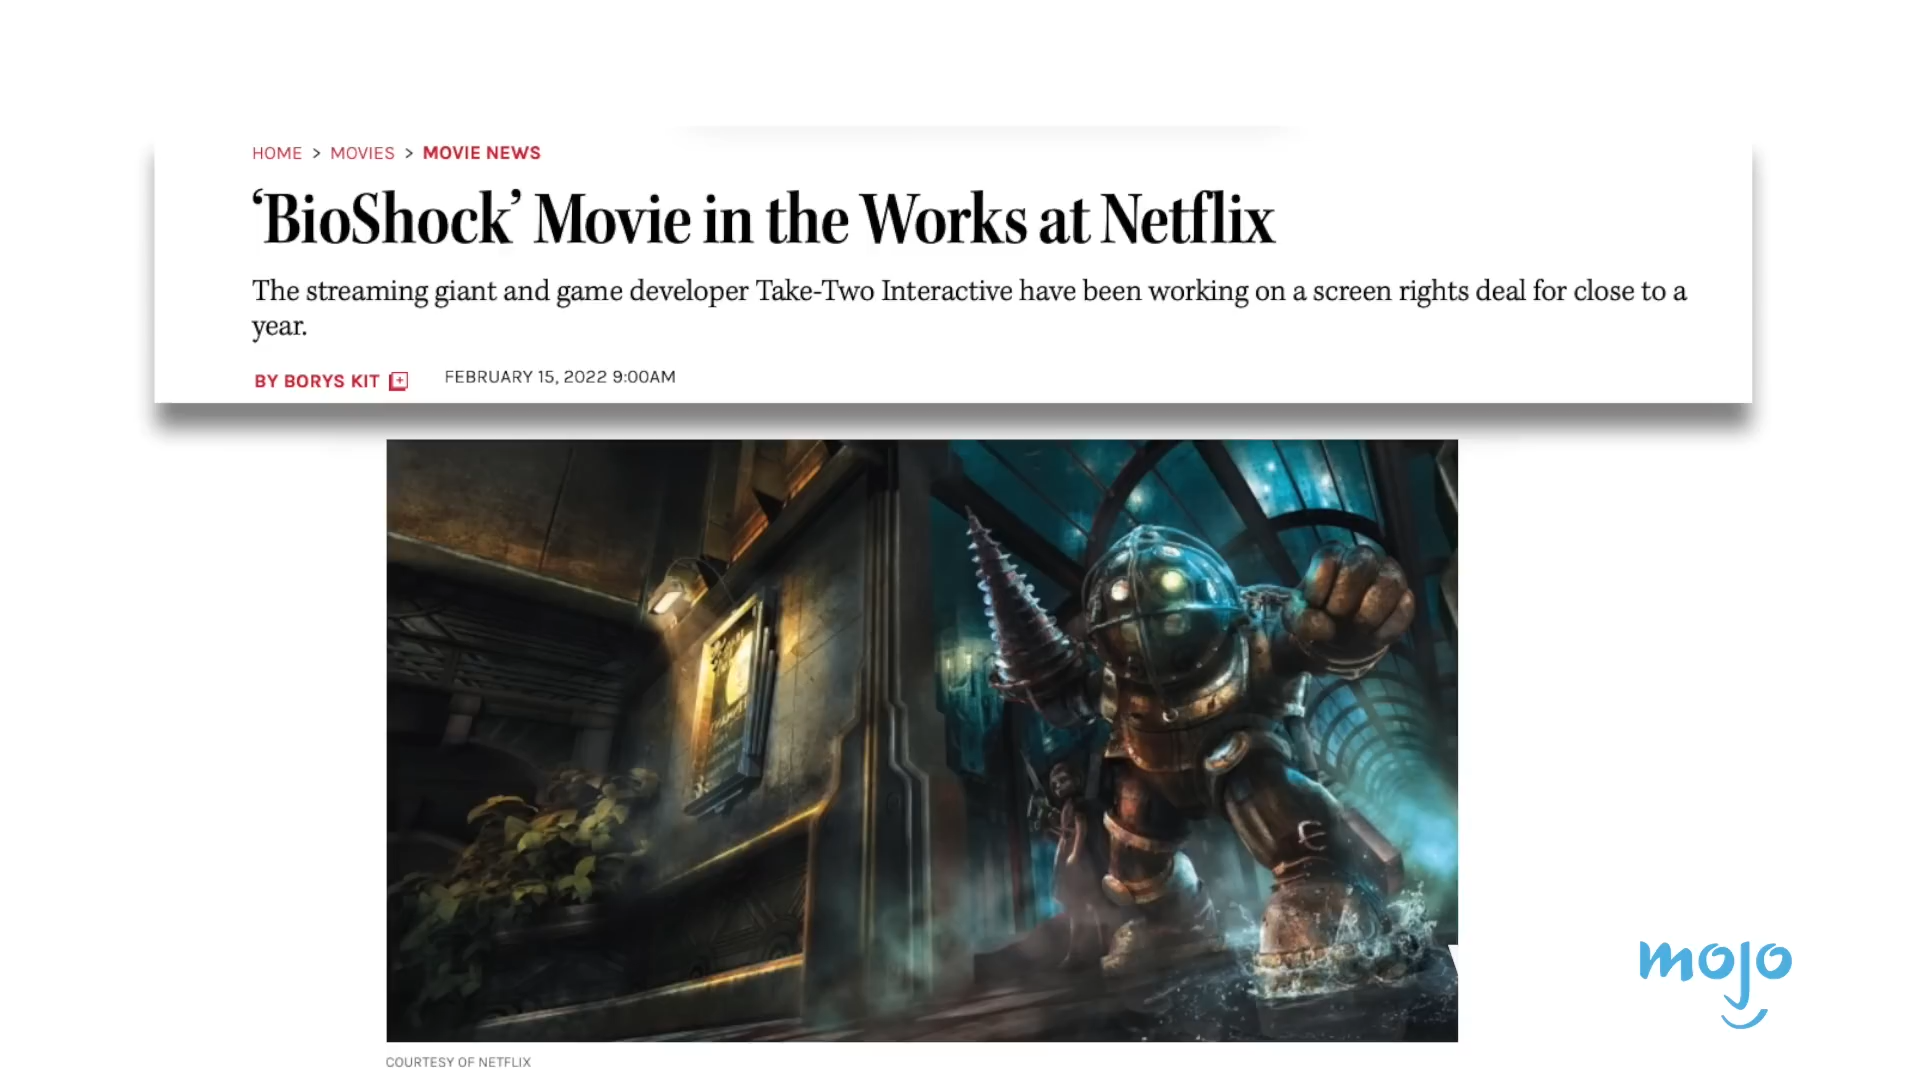 HOME > MOVIES > MOVIE NEWS
‘BioShock’ Movie in the Works at Netflix
The streaming giant and game developer Take-Two Interactive have been working on a screen rights deal for close to a
year.
BY BORYS KIT
FEBRUARY 15, 2022 9:00AM
COURTESY OF NETFLIX
mojo